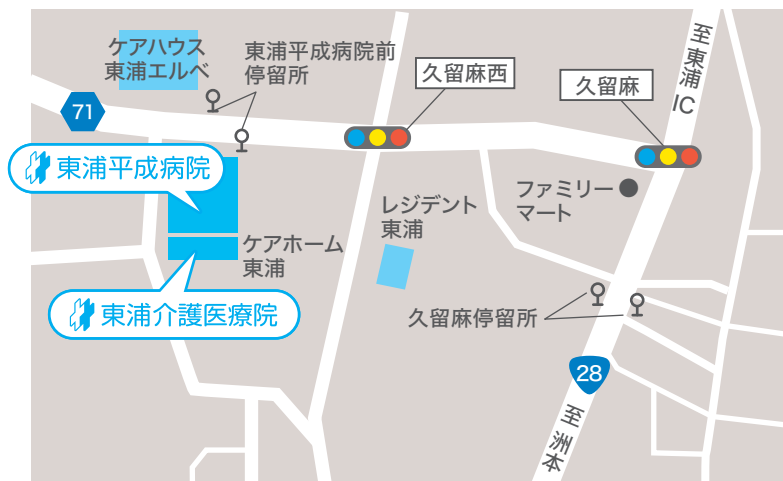 ケアハウス
東浦エルベ
東浦平成病院前
停留所
久留麻西
久留麻
至東浦IC
71
東浦平成病院
ファミリー
マート
レジデント
東浦
ケアホーム
東浦
東浦介護医療院
久留麻停留所
28
至洲本